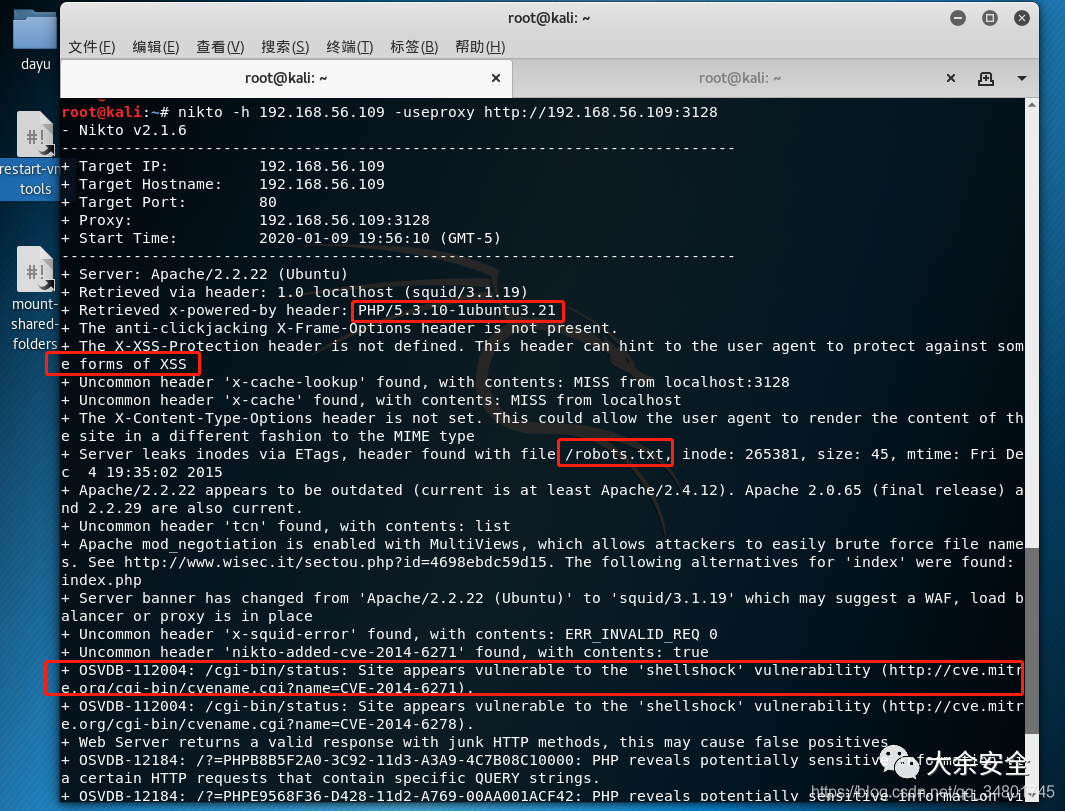 root@kali: ~
文件(F) 编辑(E) 查看(V) 搜索(S) 终端(T) 标签(B) 帮助(H)
root@kali: ~ × root@kali: ~ ×
dayu
restart-vm
tools
mount-
shared-
folders
root@kali:~# nikto -h 192.168.56.109 -useproxy http://192.168.56.109:3128
- Nikto v2.1.6
---------------------------------------------------------------------------
+ Target IP: 192.168.56.109
+ Target Hostname: 192.168.56.109
+ Target Port: 80
+ Proxy: 192.168.56.109:3128
+ Start Time: 2020-01-09 19:56:10 (GMT-5)
---------------------------------------------------------------------------
+ Server: Apache/2.2.22 (Ubuntu)
+ Retrieved via header: 1.0 localhost (squid/3.1.19)
+ Retrieved x-powered-by header: PHP/5.3.10-1ubuntu3.21
+ The anti-clickjacking X-Frame-Options header is not present.
+ The X-XSS-Protection header is not defined. This header can hint to the user agent to protect against som
e forms of XSS
+ Uncommon header 'x-cache-lookup' found, with contents: MISS from localhost:3128
+ Uncommon header 'x-cache' found, with contents: MISS from localhost
+ The X-Content-Type-Options header is not set. This could allow the user agent to render the content of th
e site in a different fashion to the MIME type
+ Server leaks inodes via ETags, header found with file /robots.txt, inode: 265381, size: 45, mtime: Fri De
c  4 19:35:02 2015
+ Apache/2.2.22 appears to be outdated (current is at least Apache/2.4.12). Apache 2.0.65 (final release) a
nd 2.2.29 are also current.
+ Uncommon header 'tcn' found, with contents: list
+ Apache mod_negotiation is enabled with MultiViews, which allows attackers to easily brute force file name
s. See http://www.wisec.it/sectou.php?id=4698ebdc59d15. The following alternatives for 'index' were found:
index.php
+ Server banner has changed from 'Apache/2.2.22 (Ubuntu)' to 'squid/3.1.19' which may suggest a WAF, load b
alancer or proxy is in place
+ Uncommon header 'x-squid-error' found, with contents: ERR_INVALID_REQ 0
+ Uncommon header 'nikto-added-cve-2014-6271' found, with contents: true
+ OSVDB-112004: /cgi-bin/status: Site appears vulnerable to the 'shellshock' vulnerability (http://cve.mitr
e.org/cgi-bin/cvename.cgi?name=CVE-2014-6271).
+ OSVDB-112004: /cgi-bin/status: Site appears vulnerable to the 'shellshock' vulnerability (http://cve.mitr
e.org/cgi-bin/cvename.cgi?name=CVE-2014-6278).
+ Web Server returns a valid response with junk HTTP methods, this may cause false positives.
+ OSVDB-12184: /?=PHPB8B5F2A0-3C92-11d3-A3A9-4C7B08C10000: PHP reveals potentially sensitive information vi
a certain HTTP requests that contain specific QUERY strings.
+ OSVDB-12184: /?=PHPE9568F36-D428-11d2-A769-00AA001ACF42: PHP reveals potentially sensitive information vi
大余安全
https://blog.csdn.net/qq_34801745